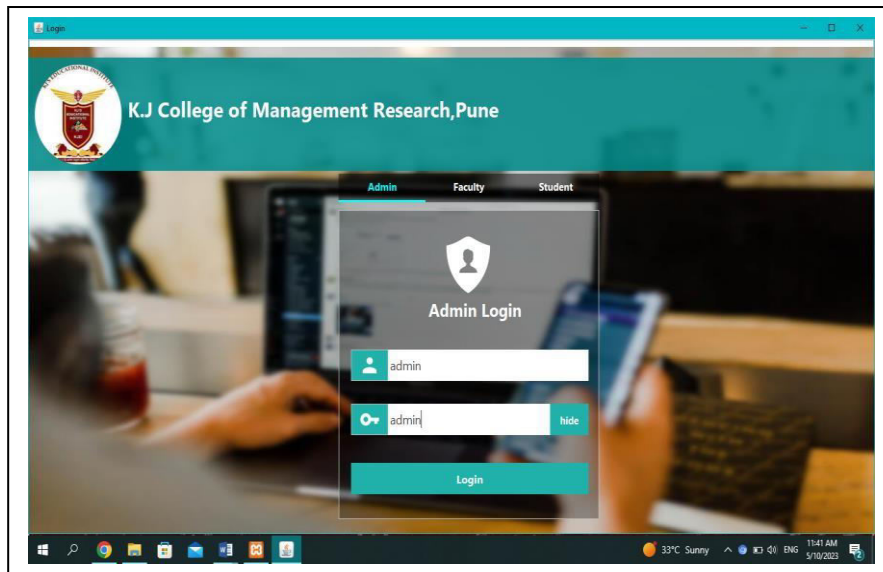 Login
K.J College of Management Research,Pune
Admin Faculty Student
Admin Login
admin
admin hide
Login
33°C Sunny ENG 11:41 AM
5/10/2023